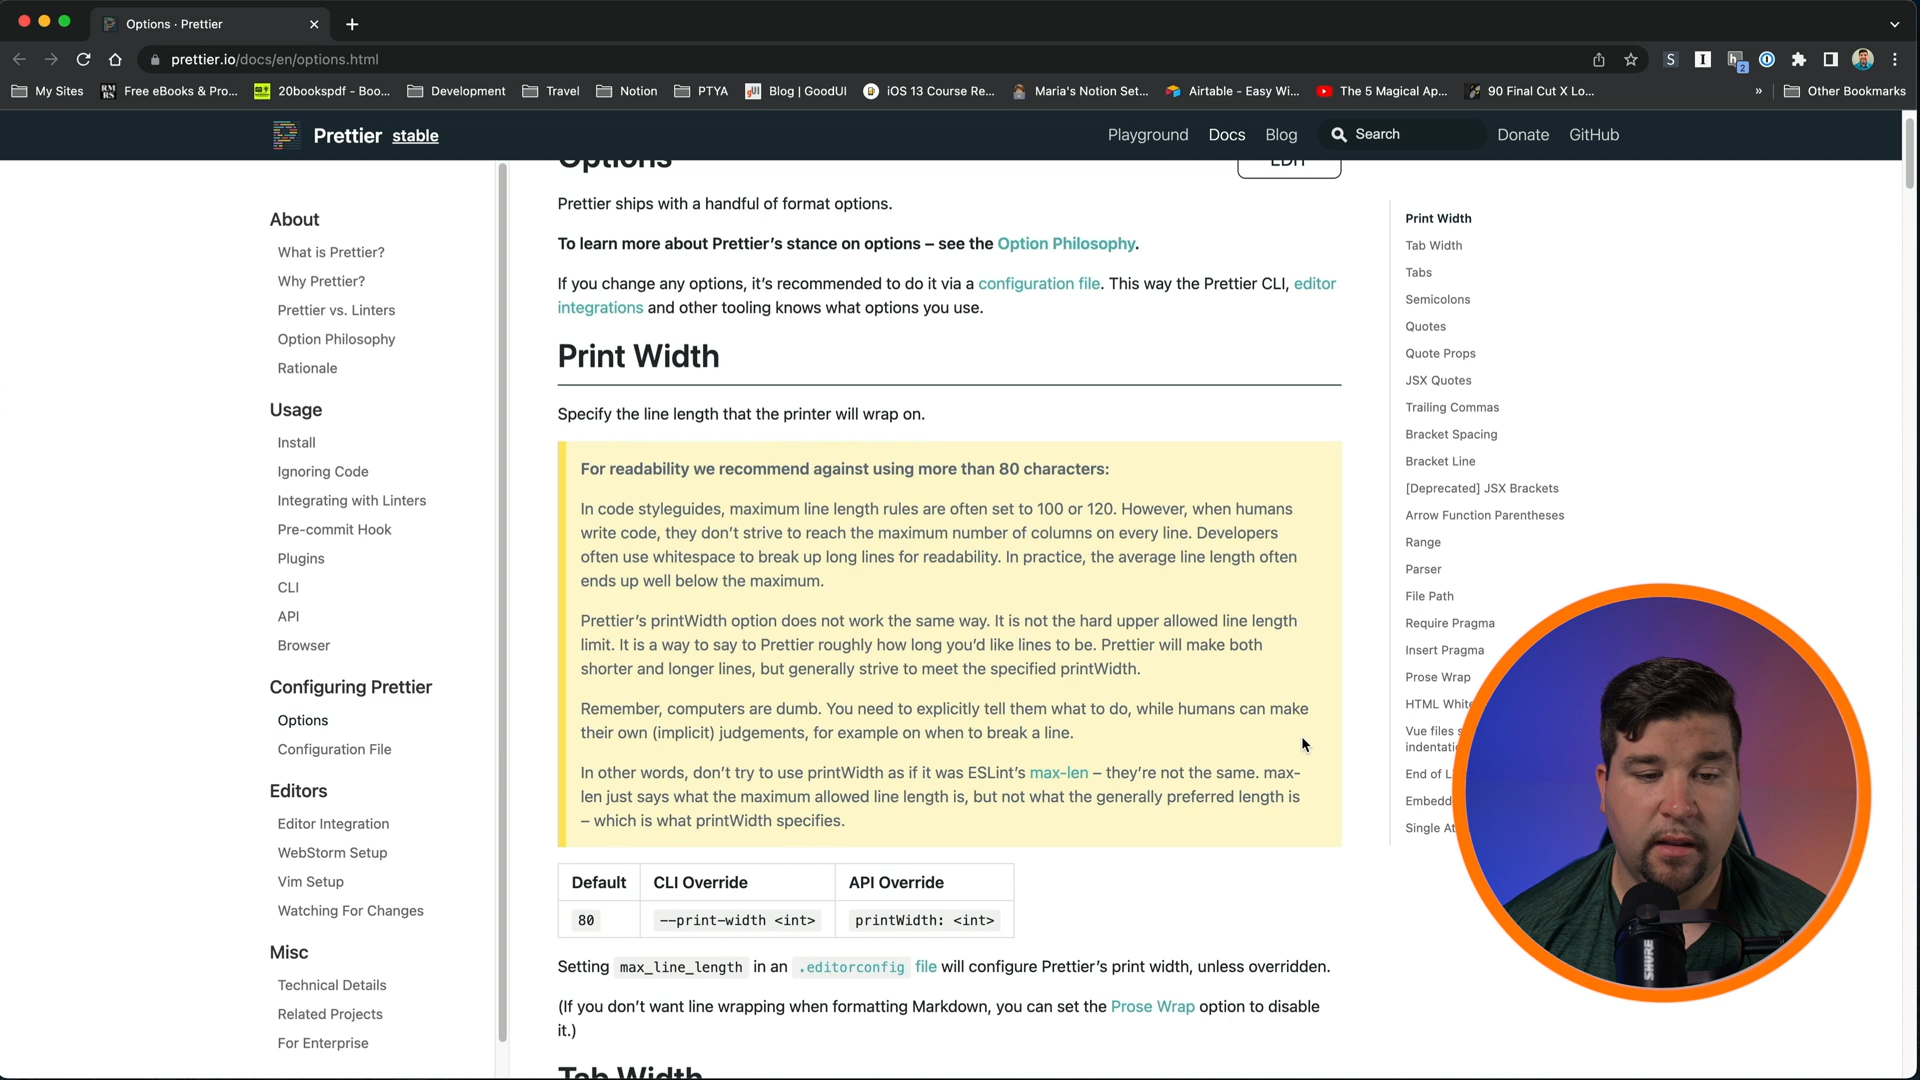 Options · Prettier
prettier.io/docs/en/options.html
S
I
h
2
My Sites
Free eBooks & Pro...
20bookspdf - Boo...
Development
Travel
Notion
PTYA
gUI
Blog | GoodUI
iOS 13 Course Re...
Maria's Notion Set...
Airtable - Easy Wi...
The 5 Magical Ap...
90 Final Cut X Lo...
»
Other Bookmarks
Prettier stable
Playground
Docs
Blog
Search
Donate
GitHub
About
What is Prettier?
Why Prettier?
Prettier vs. Linters
Option Philosophy
Rationale
Usage
Install
Ignoring Code
Integrating with Linters
Pre-commit Hook
Plugins
CLI
API
Browser
Configuring Prettier
Options
Configuration File
Editors
Editor Integration
WebStorm Setup
Vim Setup
Watching For Changes
Misc
Technical Details
Related Projects
For Enterprise
Options
EDIT
Prettier ships with a handful of format options.
To learn more about Prettier’s stance on options – see the Option Philosophy.
If you change any options, it’s recommended to do it via a configuration file. This way the Prettier CLI, editor
integrations and other tooling knows what options you use.
Print Width
Specify the line length that the printer will wrap on.
For readability we recommend against using more than 80 characters:
In code styleguides, maximum line length rules are often set to 100 or 120. However, when humans
write code, they don’t strive to reach the maximum number of columns on every line. Developers
often use whitespace to break up long lines for readability. In practice, the average line length often
ends up well below the maximum.
Prettier’s printWidth option does not work the same way. It is not the hard upper allowed line length
limit. It is a way to say to Prettier roughly how long you’d like lines to be. Prettier will make both
shorter and longer lines, but generally strive to meet the specified printWidth.
Remember, computers are dumb. You need to explicitly tell them what to do, while humans can make
their own (implicit) judgements, for example on when to break a line.
In other words, don’t try to use printWidth as if it was ESLint’s max-len – they’re not the same. max-
len just says what the maximum allowed line length is, but not what the generally preferred length is
– which is what printWidth specifies.
Default
CLI Override
API Override
80
--print-width <int>
printWidth: <int>
Setting max_line_length in an .editorconfig file will configure Prettier’s print width, unless overridden.
(If you don’t want line wrapping when formatting Markdown, you can set the Prose Wrap option to disable
it.)
Tab Width
Print Width
Tab Width
Tabs
Semicolons
Quotes
Quote Props
JSX Quotes
Trailing Commas
Bracket Spacing
Bracket Line
[Deprecated] JSX Brackets
Arrow Function Parentheses
Range
Parser
File Path
Require Pragma
Insert Pragma
Prose Wrap
HTML White
Vue files s
indentati
End of Li
Embedd
Single At
SHURE